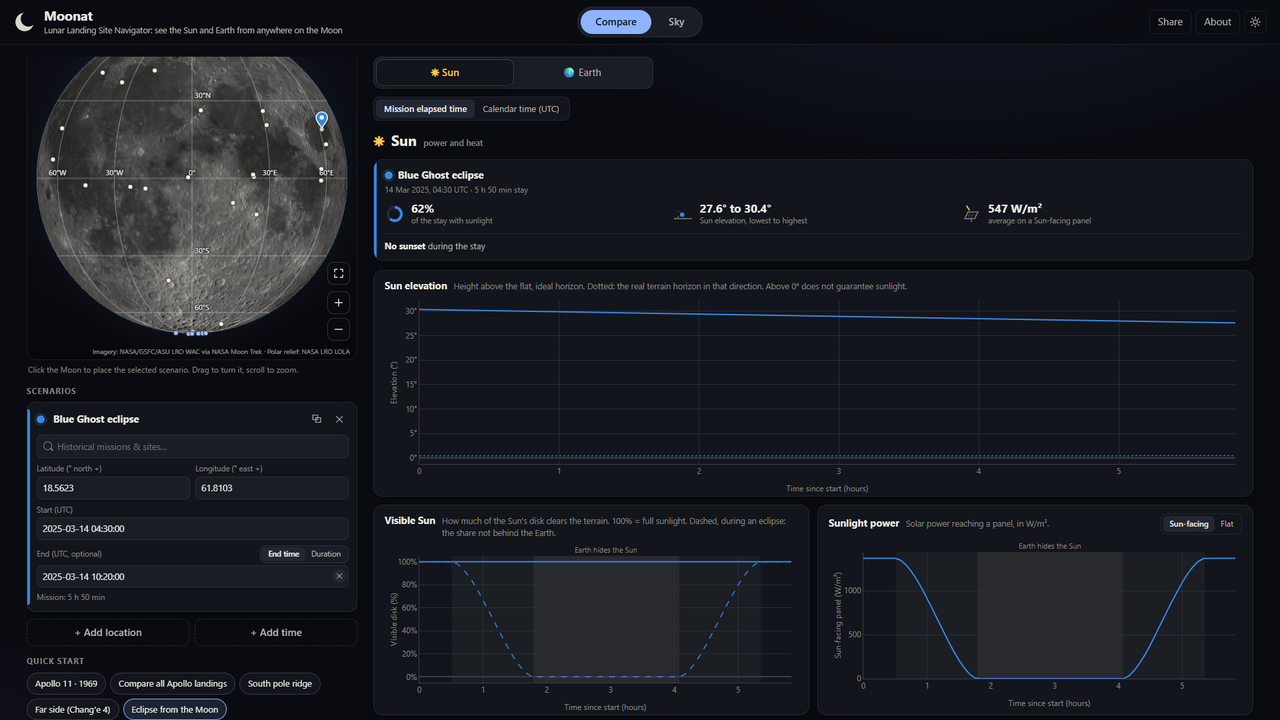 Moonat
Lunar Landing Site Navigator: see the Sun and Earth from anywhere on the Moon
Compare
Sky
Share
About
30°N
60°W
30°W
0°
30°E
60°E
30°S
60°S
+
−
Imagery: NASA/GSFC/ASU LRO WAC via NASA Moon Trek · Polar relief: NASA LRO LOLA
Click the Moon to place the selected scenario. Drag to turn it, scroll to zoom.
SCENARIOS
Blue Ghost eclipse
Historical missions & sites...
Latitude (° north +)
Longitude (° east +)
18.5623
61.8103
Start (UTC)
2025-03-14 04:30:00
End (UTC, optional)
End time
Duration
2025-03-14 10:20:00
Mission: 5 h 50 min
+ Add location
+ Add time
QUICK START
Apollo 11 · 1969
Compare all Apollo landings
South pole ridge
Far side (Chang'e 4)
Eclipse from the Moon
Sun
Earth
Mission elapsed time
Calendar time (UTC)
Sun power and heat
Blue Ghost eclipse
14 Mar 2025, 04:30 UTC · 5 h 50 min stay
62%
of the stay with sunlight
27.6° to 30.4°
Sun elevation, lowest to highest
547 W/m²
average on a Sun-facing panel
No sunset during the stay
Sun elevation Height above the flat, ideal horizon. Dotted: the real terrain horizon in that direction. Above 0° does not guarantee sunlight.
Elevation (°)
30°
25°
20°
15°
10°
5°
0°
0 1 2 3 4 5
Time since start (hours)
Visible Sun How much of the Sun's disk clears the terrain. 100% = full sunlight. Dashed, during an eclipse:
the share not behind the Earth.
Earth hides the Sun
Visible disk (%)
100%
80%
60%
40%
20%
0%
0 1 2 3 4 5
Time since start (hours)
Sunlight power Solar power reaching a panel, in W/m².
Sun-facing
Flat
Earth hides the Sun
Sun-facing panel (W/m²)
1000
500
0
0 1 2 3 4 5
Time since start (hours)